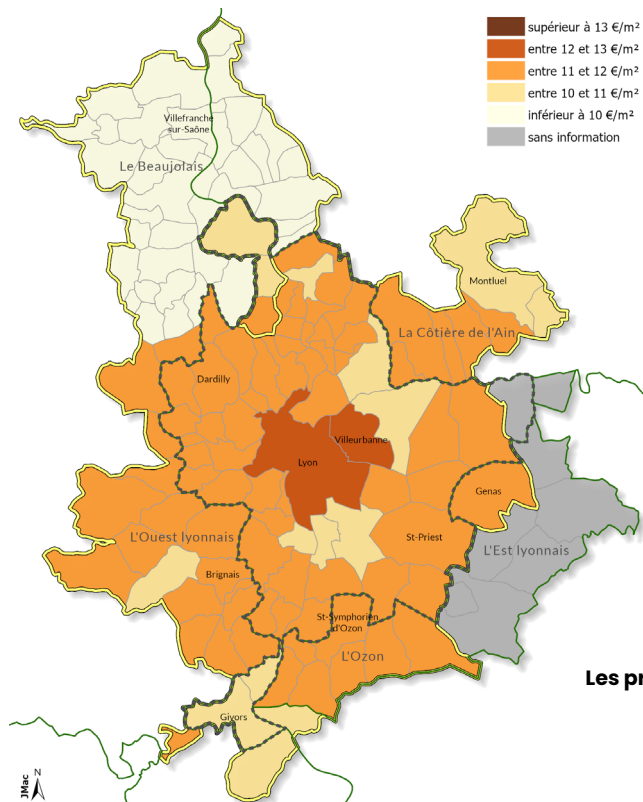 supérieur à 13 €/m²
entre 12 et 13 €/m²
entre 11 et 12 €/m²
entre 10 et 11 €/m²
inférieur à 10 €/m²
sans information
Villefranche
sur-Saône
Le Beaujolais
Montluel
La Côtière de l'Ain
Dardilly
Villeurbanne
Lyon
Genas
L'Ouest lyonnais
St-Priest
L'Est lyonnais
Brignais
St-Symphorien
d'Ozon
L'Ozon
Les pr
Givors
JMac
N